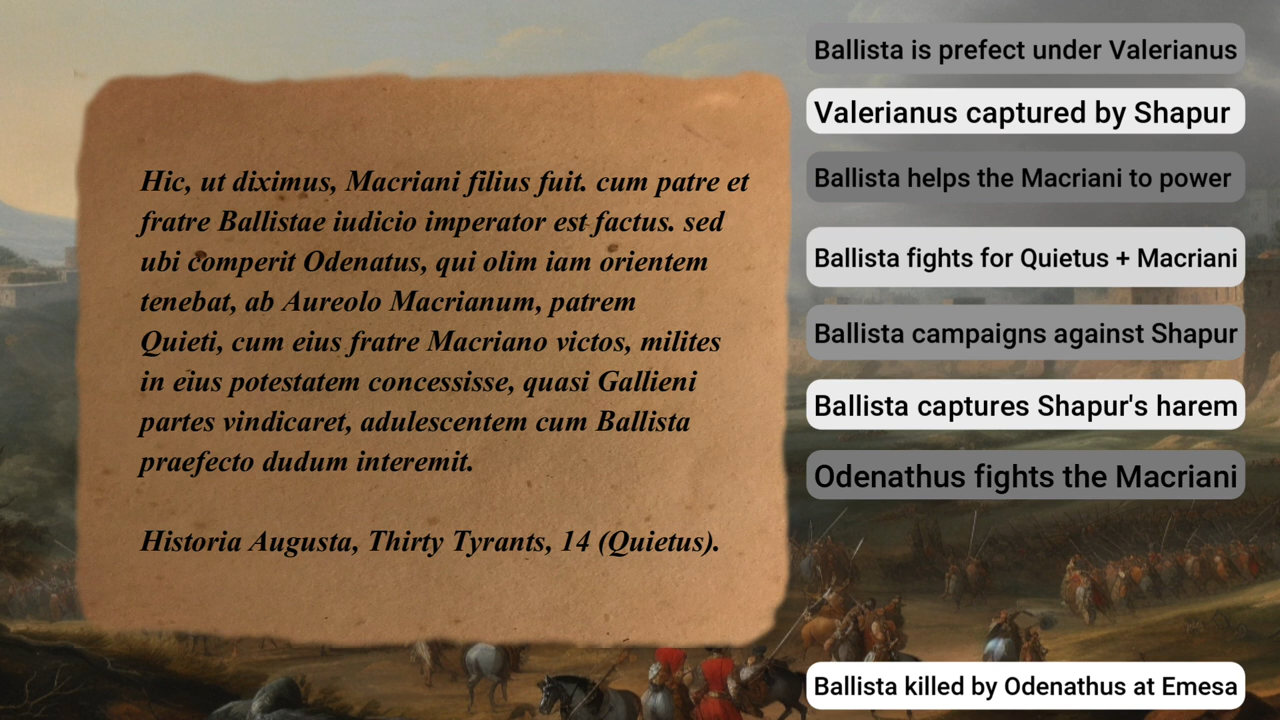 Hic, ut diximus, Macriani filius fuit. cum patre et
fratre Ballistae iudicio imperator est factus. sed
ubi comperit Odenatus, qui olim iam orientem
tenebat, ab Aureolo Macrianum, patrem
Quieti, cum eius fratre Macriano victos, milites
in eius potestatem concessisse, quasi Gallieni
partes vindicaret, adulescentem cum Ballista
praefecto dudum interemit.
Historia Augusta, Thirty Tyrants, 14 (Quietus).
Ballista is prefect under Valerianus
Valerianus captured by Shapur
Ballista helps the Macriani to power
Ballista fights for Quietus + Macriani
Ballista campaigns against Shapur
Ballista captures Shapur's harem
Odenathus fights the Macriani
Ballista killed by Odenathus at Emesa